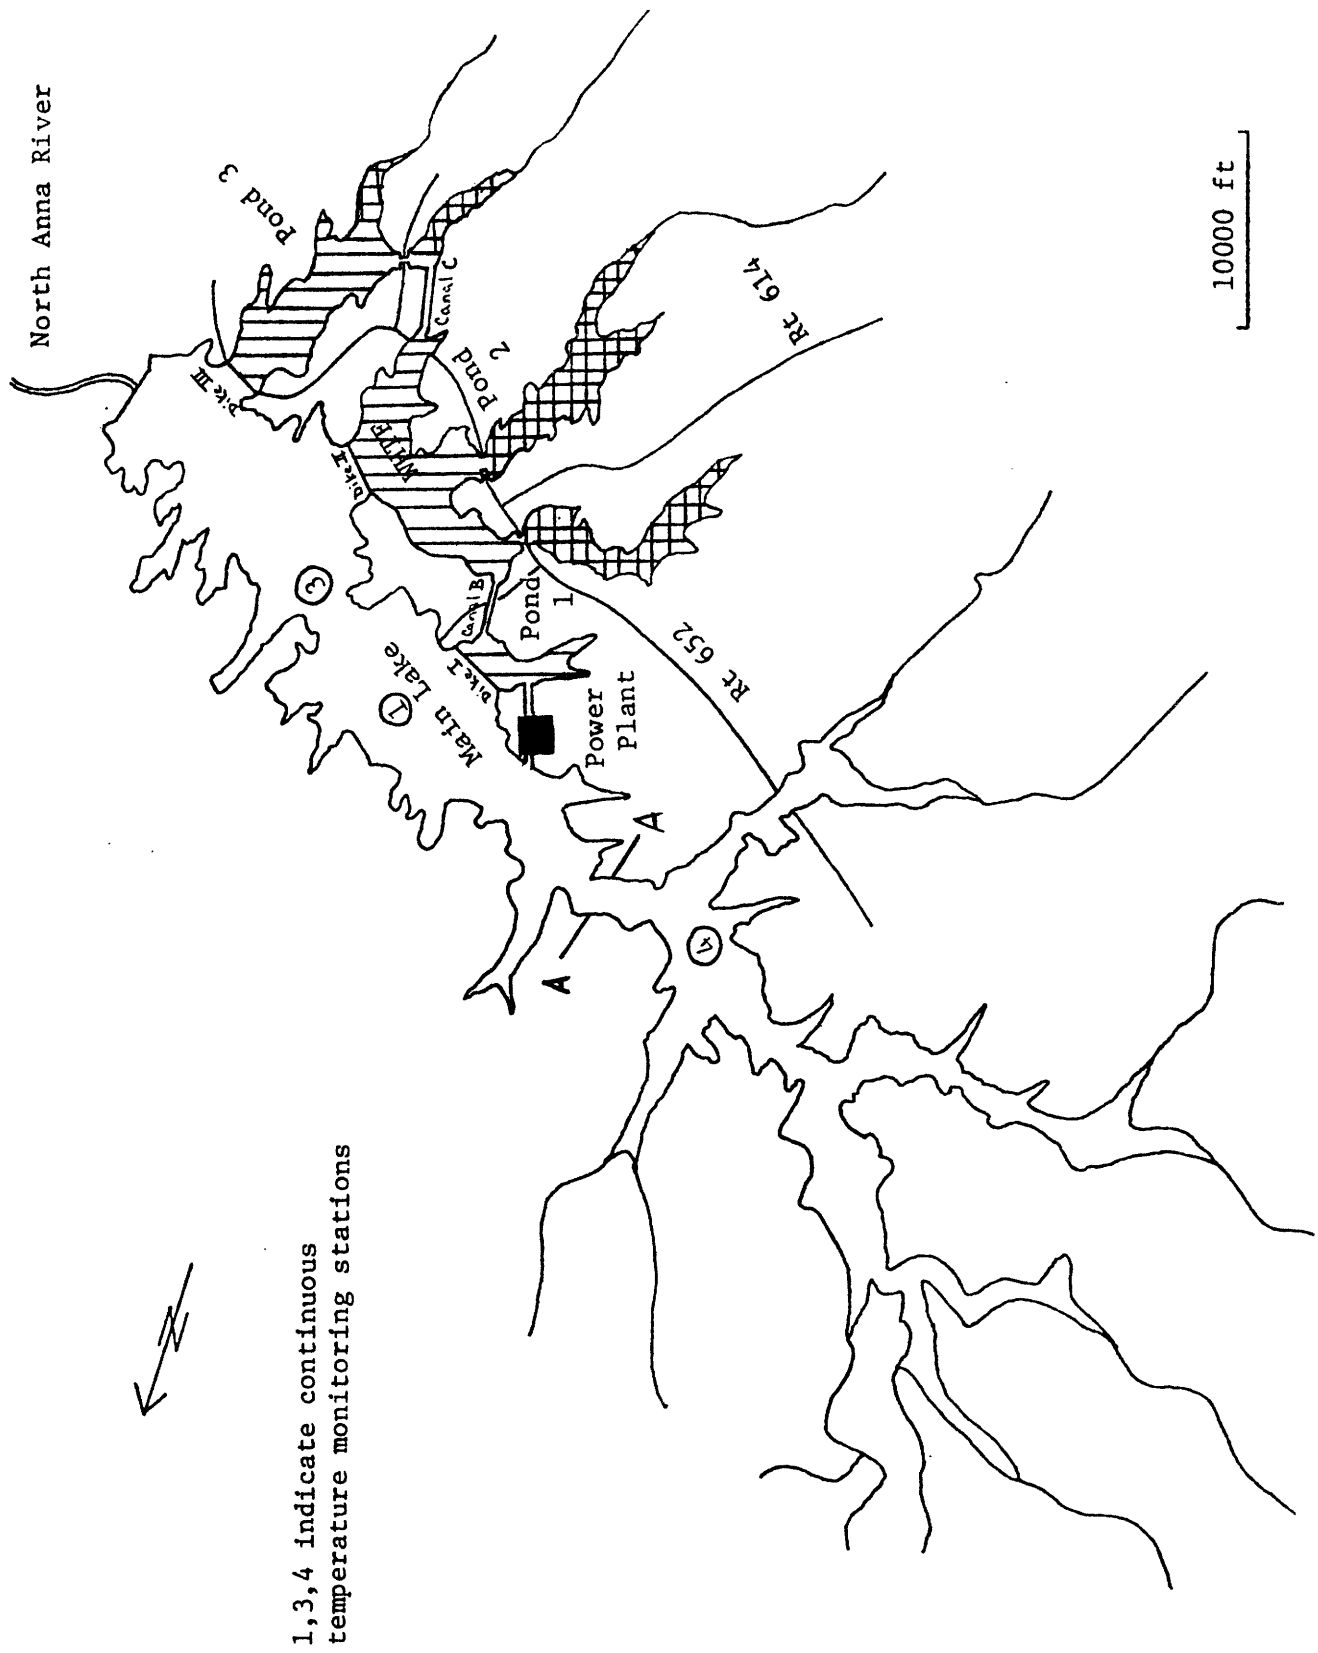 North Anna River
Pond 3
Dike III
Canal C
Pond
2
Dike II
WHTF
Rt 614
10000 ft
3
Canal B
Pond
1
Dike I
Main Lake
1
Rt 652
Power
Plant
A
A
4
N
1,3,4 indicate continuous
temperature monitoring stations